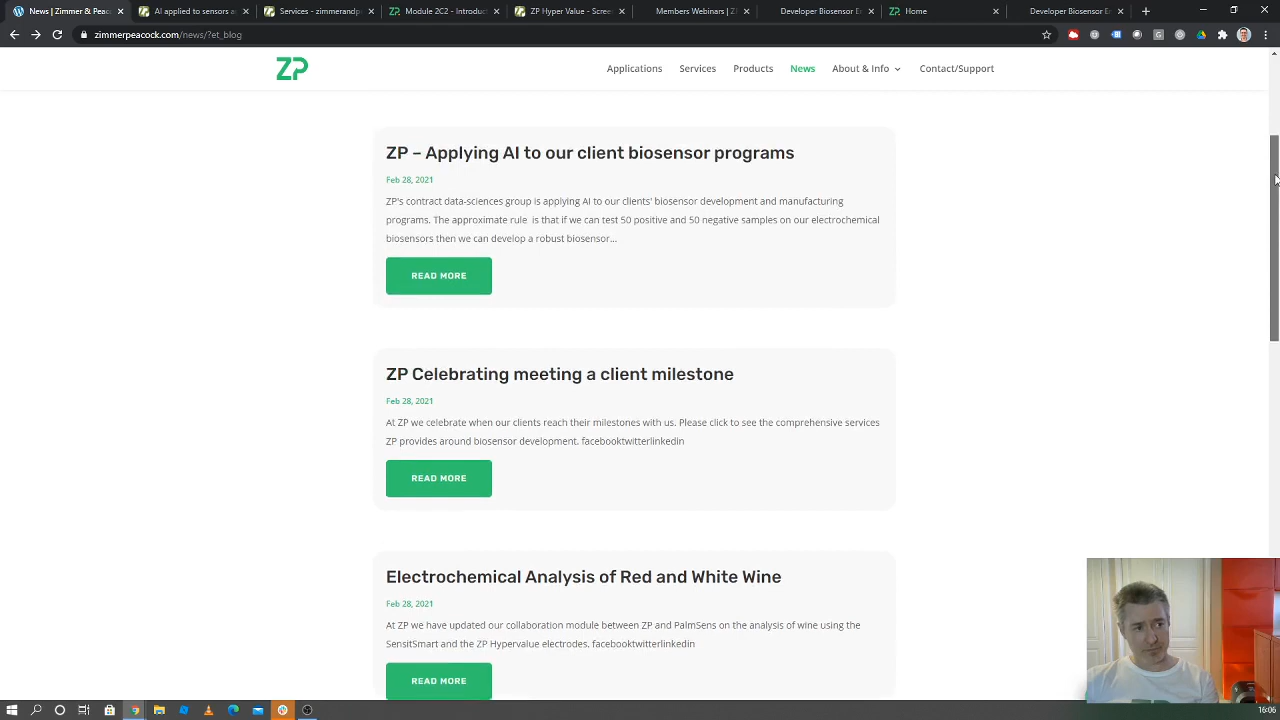 News – zimmerandp
AI applied to sensors a
Services – Zimmer
Module 2C2 – Introduc
ZP Hyper Value – Scree
Members Webinars | Z
Applications – Zimmer
Home
Developer Biosensor E
zimmerpeacock.com/news/?et_blog
ZP
Applications
Services
Products
News
About & Info
Contact/Support
ZP – Applying AI to our client biosensor programs
Feb 28, 2021
ZP's contract data-sciences group is applying AI to our clients' biosensor development and manufacturing
programs. The approximate rule is that if we can test 50 positive and 50 negative samples on our electrochemical
biosensors then we can develop a robust biosensor...
READ MORE
ZP Celebrating meeting a client milestone
Feb 28, 2021
At ZP we celebrate when our clients reach their milestones with us. Please click to see the comprehensive services
ZP provides around biosensor development. facebooktwitterlinkedin
READ MORE
Electrochemical Analysis of Red and White Wine
Feb 28, 2021
At ZP we have updated our collaboration module between ZP and PalmSens on the analysis of wine using the
SensitSmart and the ZP Hypervalue electrodes. facebooktwitterlinkedin
READ MORE
16:06